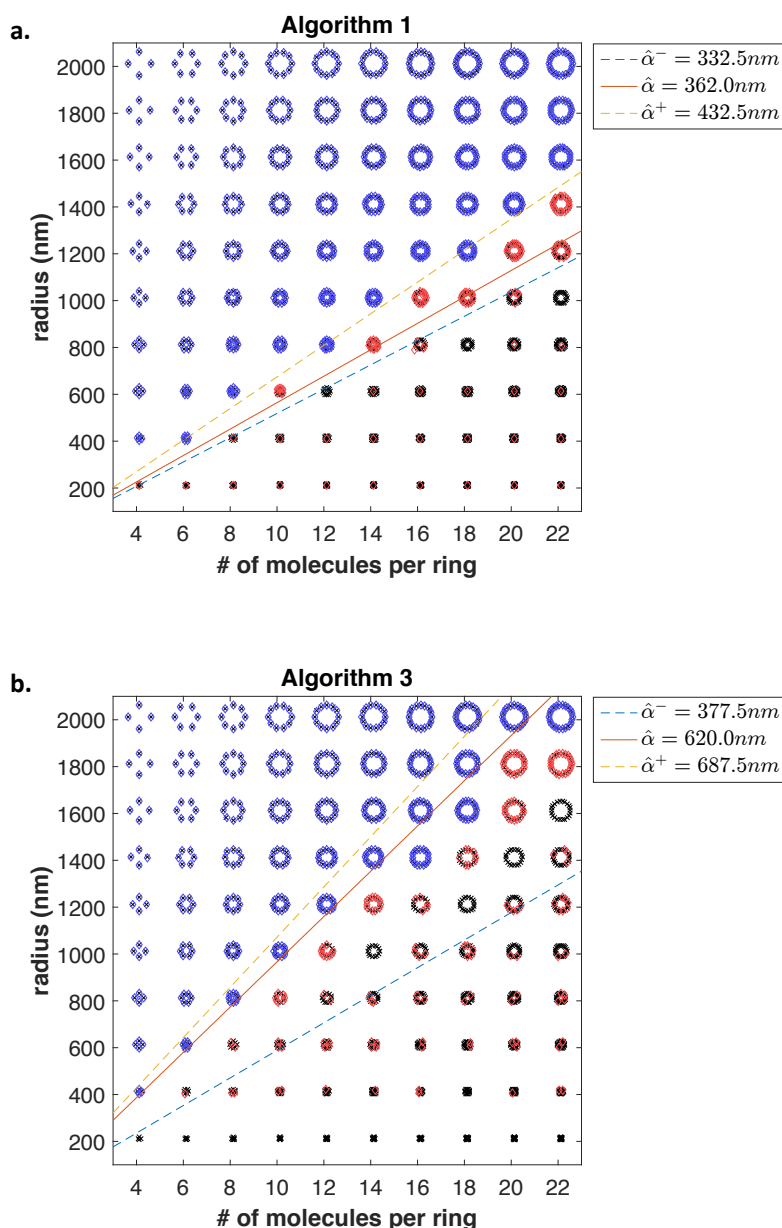 a.
Algorithm 1
α̂⁻ = 332.5nm
α̂ = 362.0nm
α̂⁺ = 432.5nm
radius (nm)
2000
1800
1600
1400
1200
1000
800
600
400
200
4 6 8 10 12 14 16 18 20 22
# of molecules per ring
b.
Algorithm 3
α̂⁻ = 377.5nm
α̂ = 620.0nm
α̂⁺ = 687.5nm
radius (nm)
2000
1800
1600
1400
1200
1000
800
600
400
200
4 6 8 10 12 14 16 18 20 22
# of molecules per ring